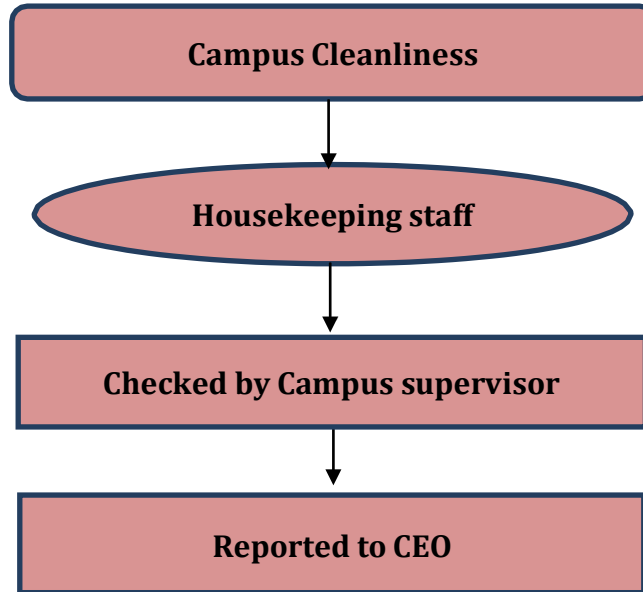 Campus Cleanliness
Housekeeping staff
Checked by Campus supervisor
Reported to CEO